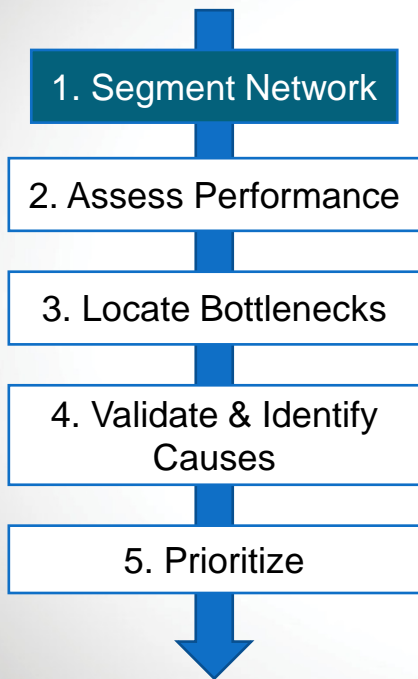 1. Segment Network
2. Assess Performance
3. Locate Bottlenecks
4. Validate & Identify
Causes
5. Prioritize